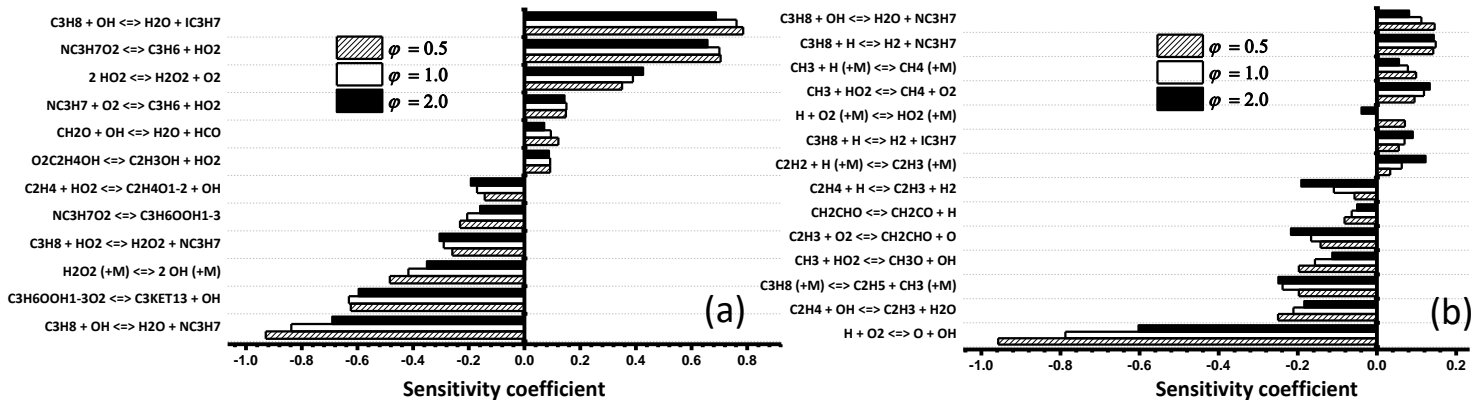 C3H8 + OH <=> H2O + IC3H7
NC3H7O2 <=> C3H6 + HO2
2 HO2 <=> H2O2 + O2
NC3H7 + O2 <=> C3H6 + HO2
CH2O + OH <=> H2O + HCO
O2C2H4OH <=> C2H3OH + HO2
C2H4 + HO2 <=> C2H4O1-2 + OH
NC3H7O2 <=> C3H6OOH1-3
C3H8 + HO2 <=> H2O2 + NC3H7
H2O2 (+M) <=> 2 OH (+M)
C3H6OOH1-3O2 <=> C3KET13 + OH
C3H8 + OH <=> H2O + NC3H7
φ = 0.5
φ = 1.0
φ = 2.0
(a)
-1.0 -0.8 -0.6 -0.4 -0.2 0.0 0.2 0.4 0.6 0.8
Sensitivity coefficient
C3H8 + OH <=> H2O + NC3H7
C3H8 + H <=> H2 + NC3H7
CH3 + H (+M) <=> CH4 (+M)
CH3 + HO2 <=> CH4 + O2
H + O2 (+M) <=> HO2 (+M)
C3H8 + H <=> H2 + IC3H7
C2H2 + H (+M) <=> C2H3 (+M)
C2H4 + H <=> C2H3 + H2
CH2CHO <=> CH2CO + H
C2H3 + O2 <=> CH2CHO + O
CH3 + HO2 <=> CH3O + OH
C3H8 (+M) <=> C2H5 + CH3 (+M)
C2H4 + OH <=> C2H3 + H2O
H + O2 <=> O + OH
φ = 0.5
φ = 1.0
φ = 2.0
(b)
-1.0 -0.8 -0.6 -0.4 -0.2 0.0 0.2
Sensitivity coefficient